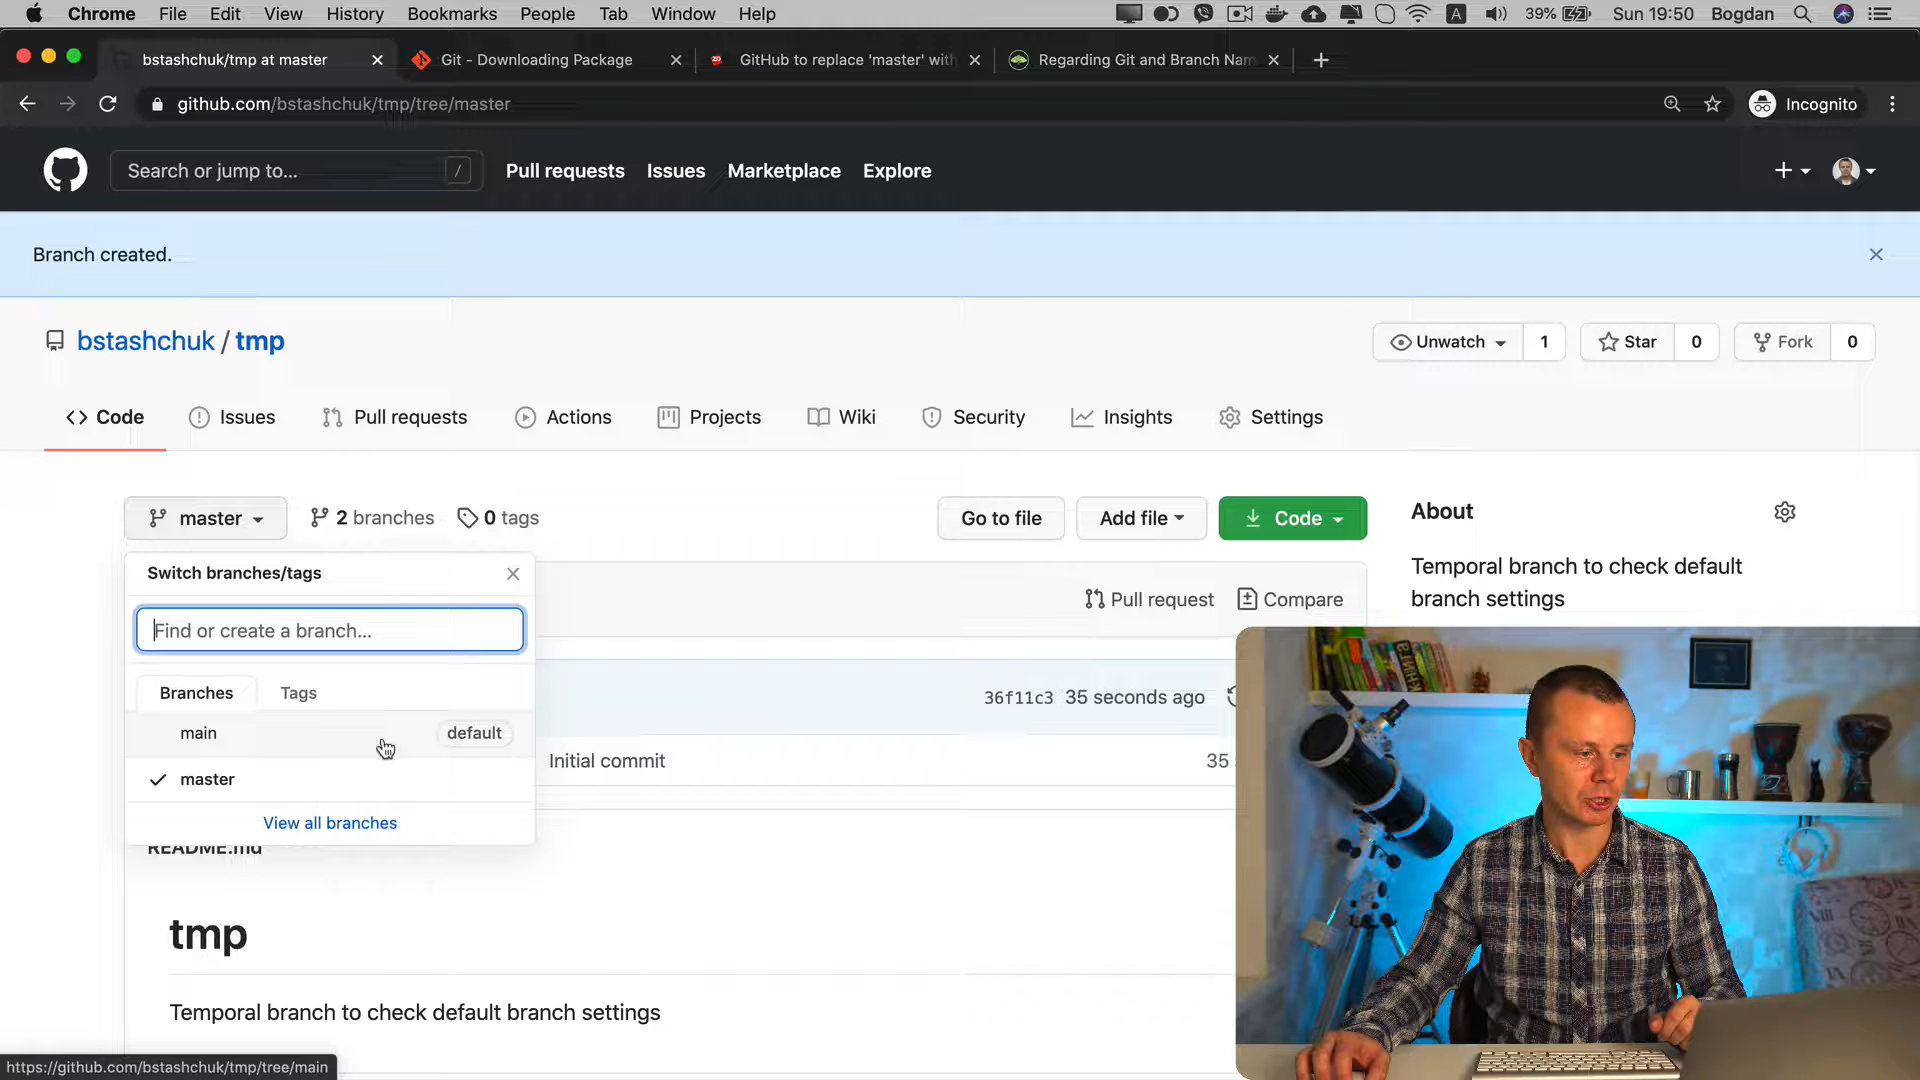 Chrome File Edit View History Bookmarks People Tab Window Help A 39% Sun 19:50 Bogdan
bstashchuk/tmp at master Git - Downloading Package GitHub to replace 'master' with Regarding Git and Branch Nam
github.com/bstashchuk/tmp/tree/master Incognito
Search or jump to... / Pull requests Issues Marketplace Explore
Branch created.
bstashchuk / tmp Unwatch 1 Star 0 Fork 0
Code Issues Pull requests Actions Projects Wiki Security Insights Settings
master 2 branches 0 tags Go to file Add file Code About
Temporal branch to check default
branch settings
Switch branches/tags
Pull request Compare
Find or create a branch...
Branches Tags
36f11c3 35 seconds ago
main default
Initial commit 35
master
View all branches
README.md
tmp
Temporal branch to check default branch settings
https://github.com/bstashchuk/tmp/tree/main